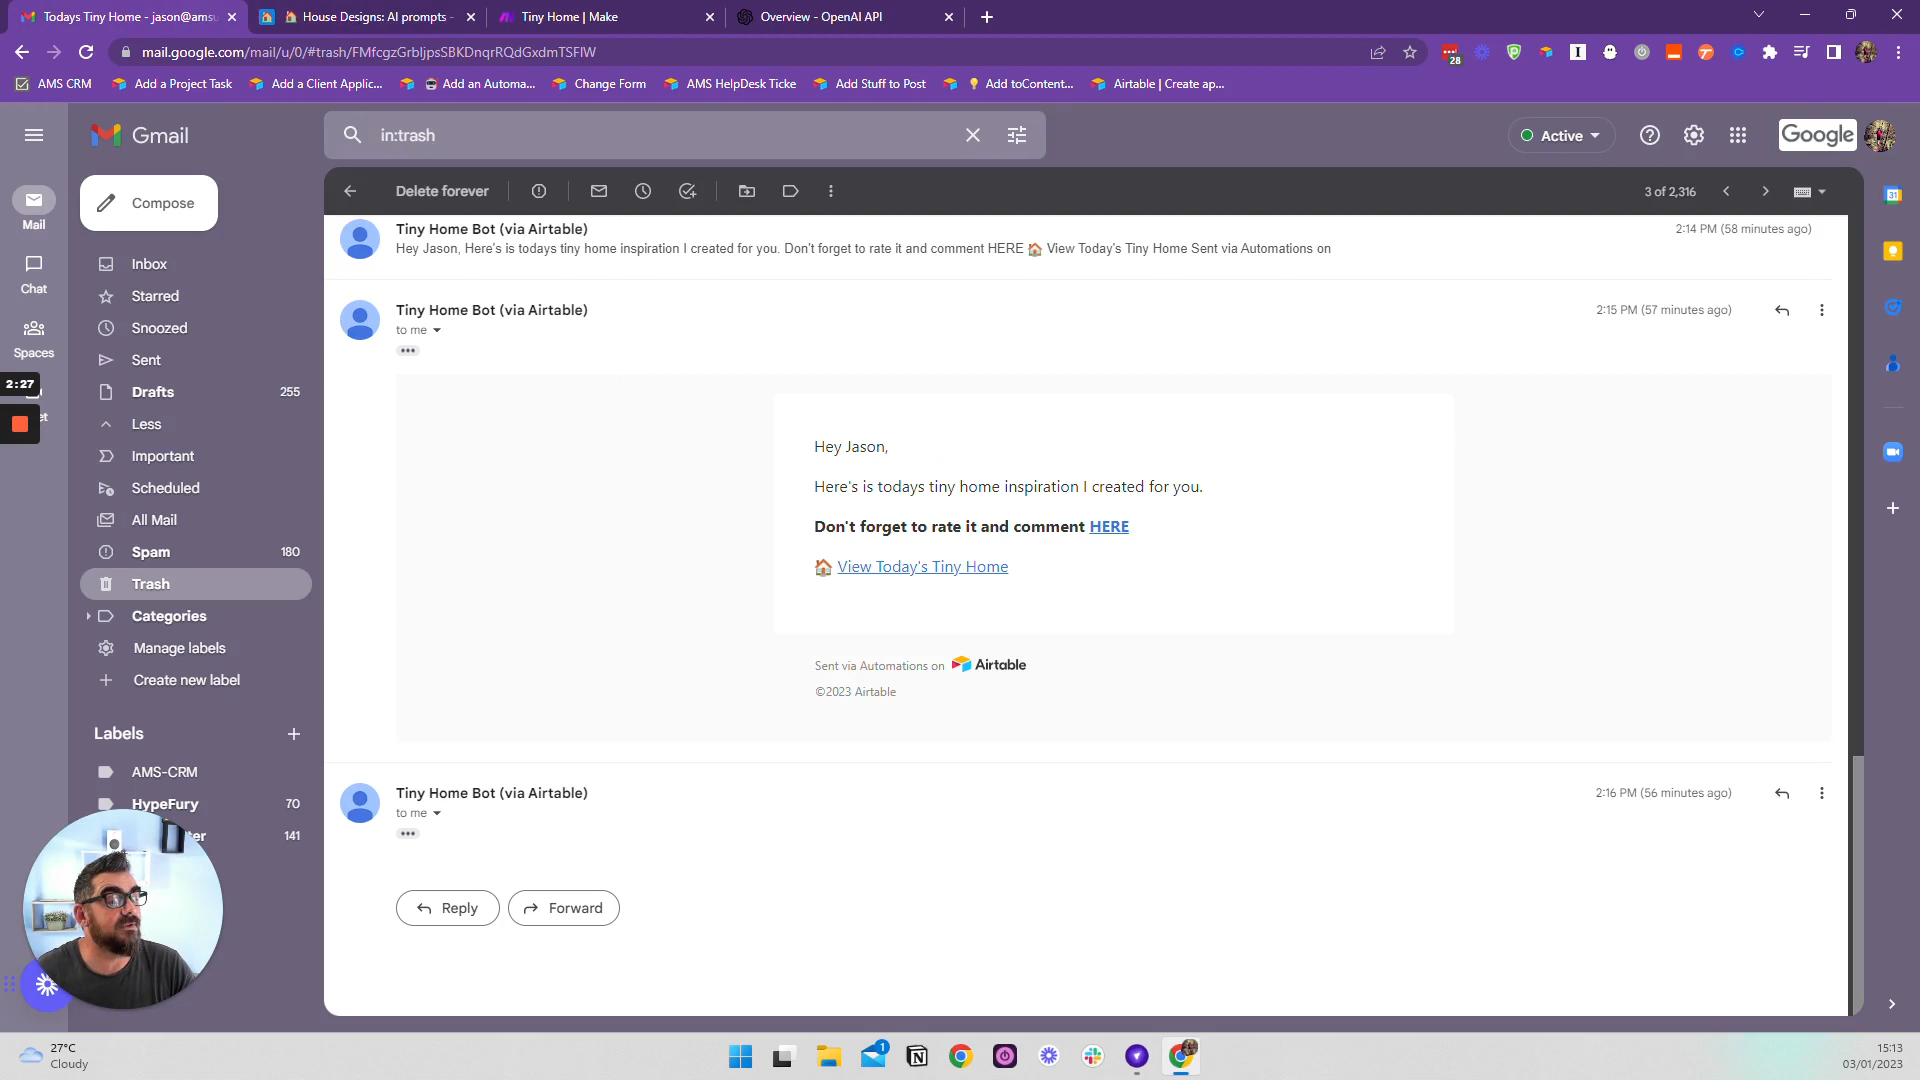 Todays Tiny Home - jason@amsu
House Designs: AI prompts -
Tiny Home | Make
Overview - OpenAI API
mail.google.com/mail/u/0/#trash/FMfcgzGrbljpsSBKDnqrRQdGxdmTSFlW
28
AMS CRM
Add a Project Task
Add a Client Applic...
Add an Automa...
Change Form
AMS HelpDesk Ticke
Add Stuff to Post
Add toContent...
Airtable | Create ap...
Gmail
in:trash
Active
Google
Compose
Delete forever
3 of 2,316
Mail
Chat
Spaces
2:27
Inbox
Starred
Snoozed
Sent
Drafts 255
Less
Important
Scheduled
All Mail
Spam 180
Trash
Categories
Manage labels
Create new label
Labels
AMS-CRM
HypeFury 70
ter 141
Tiny Home Bot (via Airtable)
2:14 PM (58 minutes ago)
Hey Jason, Here's is todays tiny home inspiration I created for you. Don't forget to rate it and comment HERE 🏠 View Today's Tiny Home Sent via Automations on
Tiny Home Bot (via Airtable)
2:15 PM (57 minutes ago)
to me
Hey Jason,
Here's is todays tiny home inspiration I created for you.
Don't forget to rate it and comment HERE
🏠 View Today's Tiny Home
Sent via Automations on Airtable
©2023 Airtable
Tiny Home Bot (via Airtable)
2:16 PM (56 minutes ago)
to me
Reply
Forward
27°C
Cloudy
1
15:13
03/01/2023